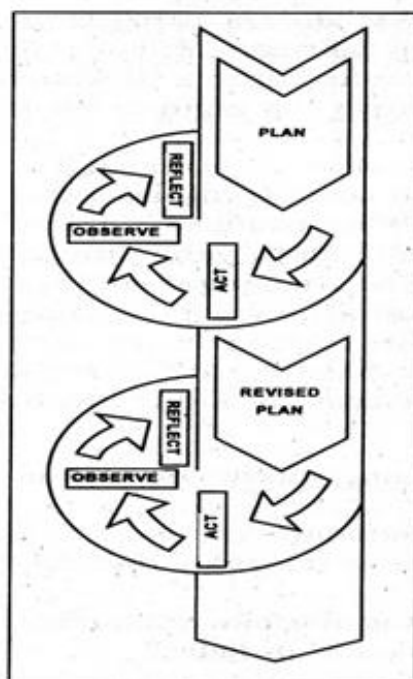 PLAN
REFLECT
OBSERVE
ACT
REVISED
PLAN
REFLECT
OBSERVE
ACT